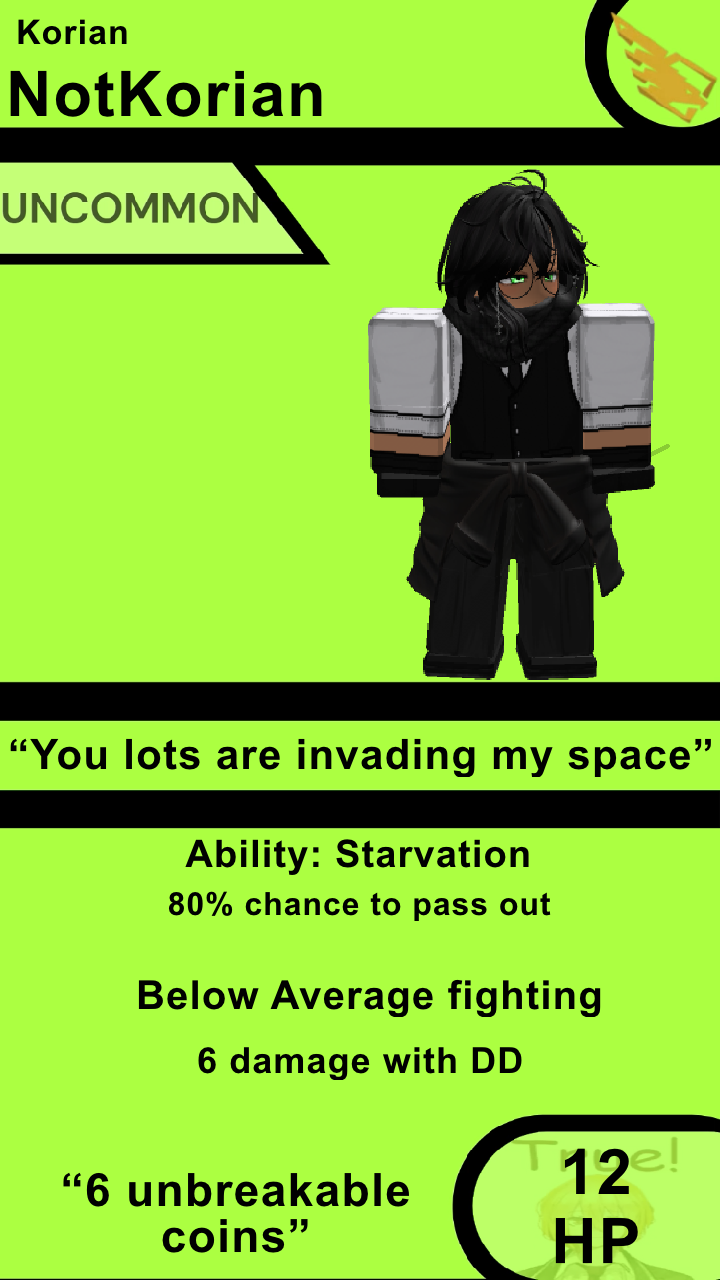 Korian
NotKorian
UNCOMMON
“You lots are invading my space”
Ability: Starvation
80% chance to pass out
Below Average fighting
6 damage with DD
True!
12
HP
“6 unbreakable
coins”